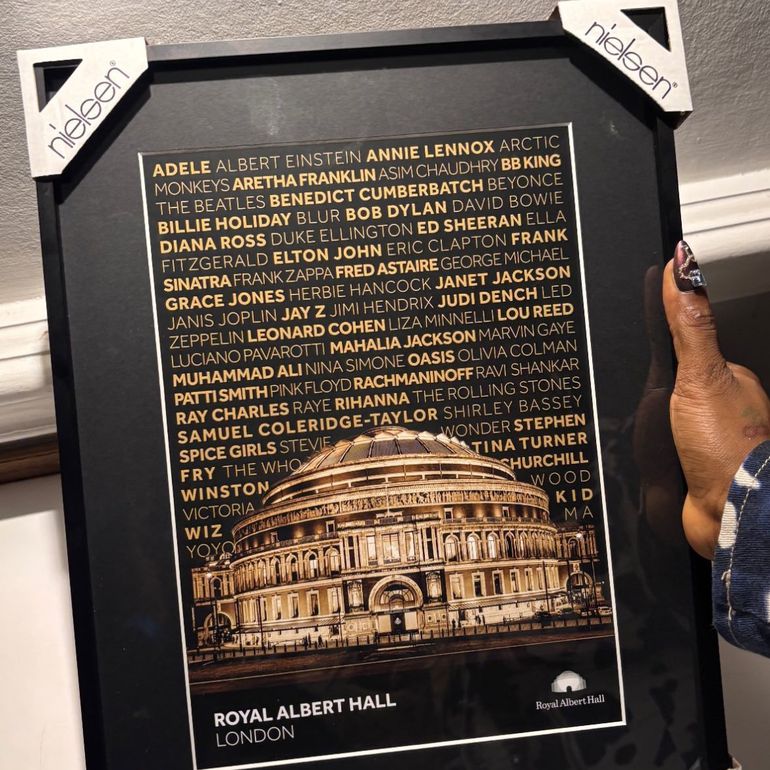 nielsen®
nielsen®
ADELE ALBERT EINSTEIN ANNIE LENNOX ARCTIC
MONKEYS ARETHA FRANKLIN ASIM CHAUDHRY BB KING
THE BEATLES BENEDICT CUMBERBATCH BEYONCE
BILLIE HOLIDAY BLUR BOB DYLAN DAVID BOWIE
DIANA ROSS DUKE ELLINGTON ED SHEERAN ELLA
FITZGERALD ELTON JOHN ERIC CLAPTON FRANK
SINATRA FRANK ZAPPA FRED ASTAIRE GEORGE MICHAEL
GRACE JONES HERBIE HANCOCK JANET JACKSON
JANIS JOPLIN JAY Z JIMI HENDRIX JUDI DENCH LED
ZEPPELIN LEONARD COHEN LIZA MINNELLI LOU REED
LUCIANO PAVAROTTI MAHALIA JACKSON MARVIN GAYE
MUHAMMAD ALI NINA SIMONE OASIS OLIVIA COLMAN
PATTI SMITH PINK FLOYD RACHMANINOFF RAVI SHANKAR
RAY CHARLES RAYE RIHANNA THE ROLLING STONES
SAMUEL COLERIDGE-TAYLOR SHIRLEY BASSEY
SPICE GIRLS STEVIE WONDER STEPHEN
FRY THE WHO TINA TURNER
WINSTON CHURCHILL
VICTORIA WOOD
WIZ KID
YOYO MA
ROYAL ALBERT HALL
LONDON
Royal Albert Hall